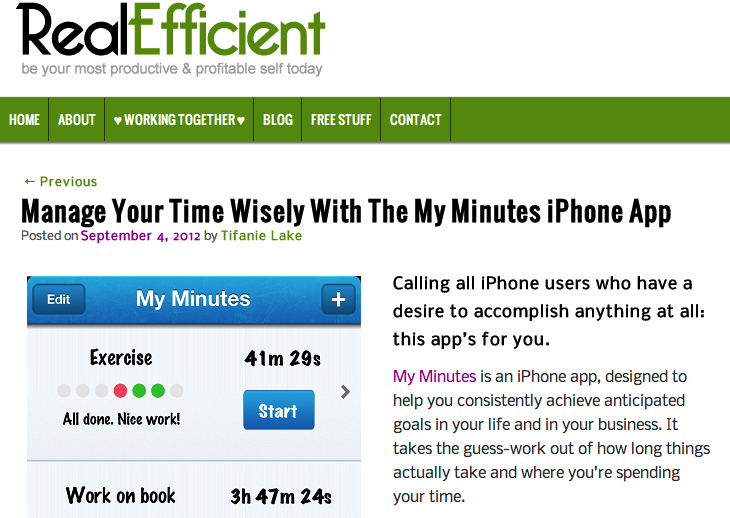 RealEfficient
be your most productive & profitable self today
HOME ABOUT ♥ WORKING TOGETHER ♥ BLOG FREE STUFF CONTACT
← Previous
Manage Your Time Wisely With The My Minutes iPhone App
Posted on September 4, 2012 by Tifanie Lake
Edit My Minutes +
Exercise 41m 29s
All done. Nice work!
Start
Work on book 3h 47m 24s
Calling all iPhone users who have a
desire to accomplish anything at all:
this app's for you.
My Minutes is an iPhone app, designed to
help you consistently achieve anticipated
goals in your life and in your business. It
takes the guess-work out of how long things
actually take and where you're spending
your time.